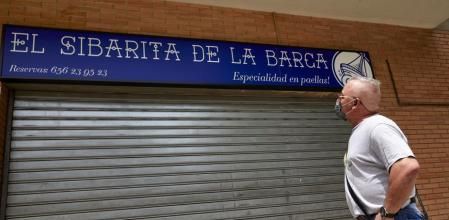 EL SIBARITA DE LA BARCA
Reservas: 656 23 95 23
Especialidad en paellas!